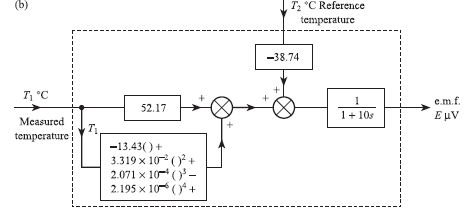 (b)
T₂ °C Reference
temperature
−38.74
T₁ °C
Measured
temperature
T₁
52.17
+
+
+
+
1
1 + 10s
e.m.f.
E μV
−13.43( ) +
3.319 × 10⁻² ( )² +
2.071 × 10⁻⁴ ( )³ −
2.195 × 10⁻⁶ ( )⁴ +